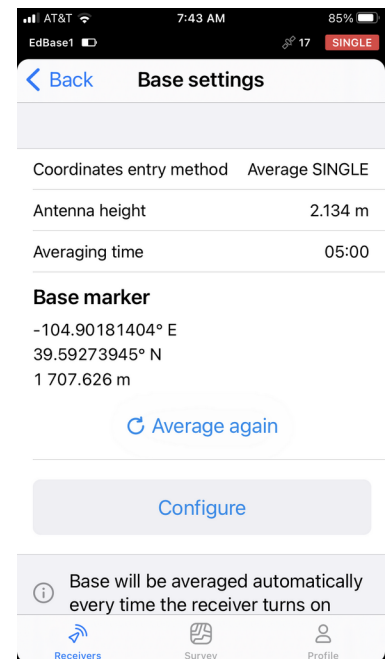 AT&T 7:43 AM 85%
EdBase1 17 SINGLE
Back Base settings
Coordinates entry method Average SINGLE
Antenna height 2.134 m
Averaging time 05:00
Base marker
-104.90181404° E
39.59273945° N
1 707.626 m
Average again
Configure
Base will be averaged automatically
every time the receiver turns on
Receivers Survey Profile